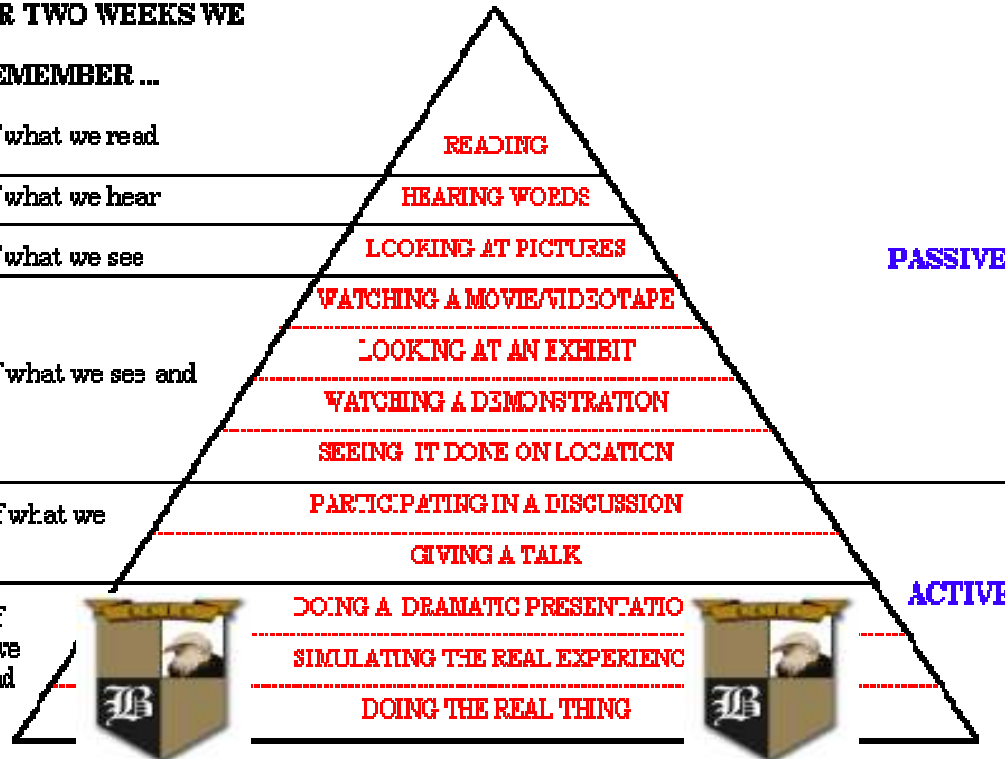 R TWO WEEKS WE
EMEMBER ...
f what we read
READING
f what we hear
HEARING WORDS
f what we see
LOOKING AT PICTURES
PASSIVE
WATCHING A MOVIE/VIDEOTAPE
LOOKING AT AN EXHIBIT
f what we see and
WATCHING A DEMONSTRATION
SEEING IT DONE ON LOCATION
f what we
PARTICIPATING IN A DISCUSSION
GIVING A TALK
ACTIVE
f
ve
nd
DOING A DRAMATIC PRESENTATIO
SIMULATING THE REAL EXPERIENC
DOING THE REAL THING
B
B